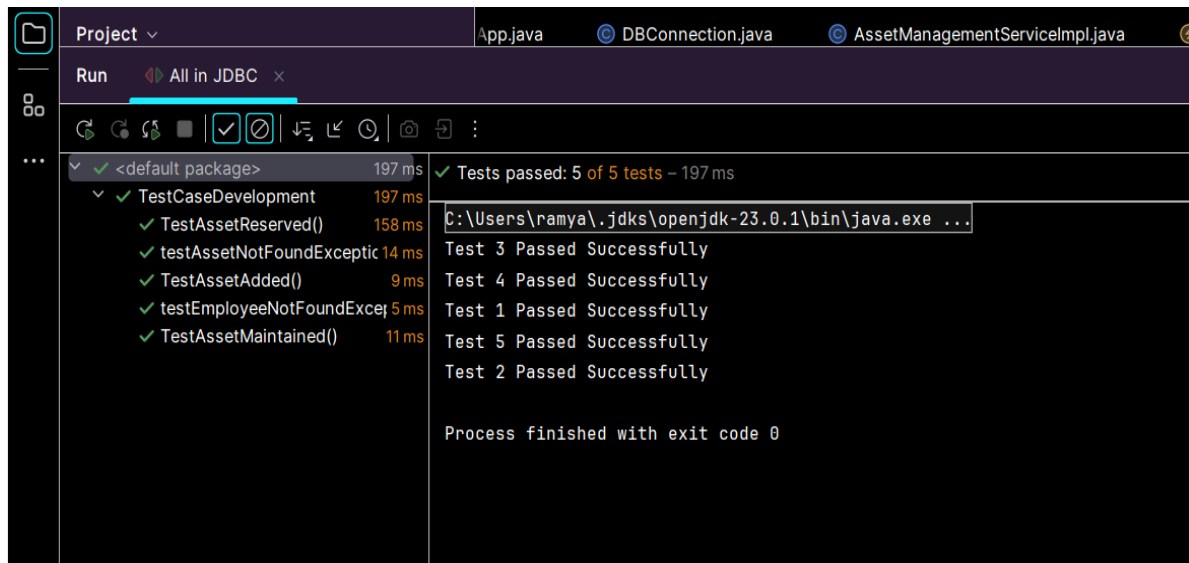 Project
App.java DBConnection.java AssetManagementServiceImpl.java
Run All in JDBC
<default package> 197 ms
TestCaseDevelopment 197 ms
TestAssetReserved() 158 ms
testAssetNotFoundExceptic 14 ms
TestAssetAdded() 9 ms
testEmployeeNotFoundExcep 5 ms
TestAssetMaintained() 11 ms
Tests passed: 5 of 5 tests – 197 ms
C:\Users\ramya\.jdks\openjdk-23.0.1\bin\java.exe ...
Test 3 Passed Successfully
Test 4 Passed Successfully
Test 1 Passed Successfully
Test 5 Passed Successfully
Test 2 Passed Successfully
Process finished with exit code 0